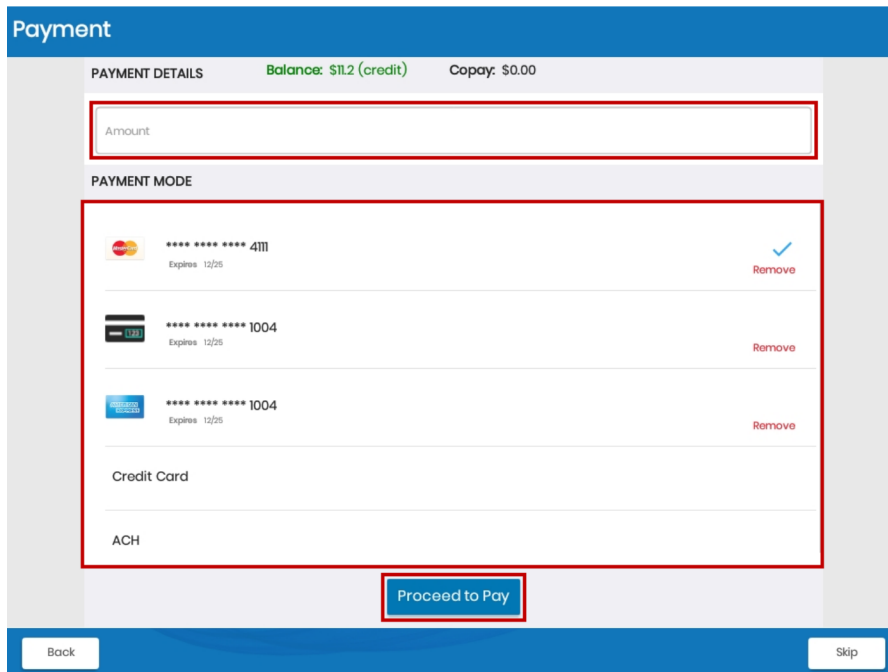 Payment
PAYMENT DETAILS Balance: $11.2 (credit) Copay: $0.00
Amount
PAYMENT MODE
**** **** **** 4111
Expires 12/25
Remove
**** **** **** 1004
123
Expires 12/25
Remove
**** **** **** 1004
Expires 12/25
Remove
Credit Card
ACH
Proceed to Pay
Back Skip